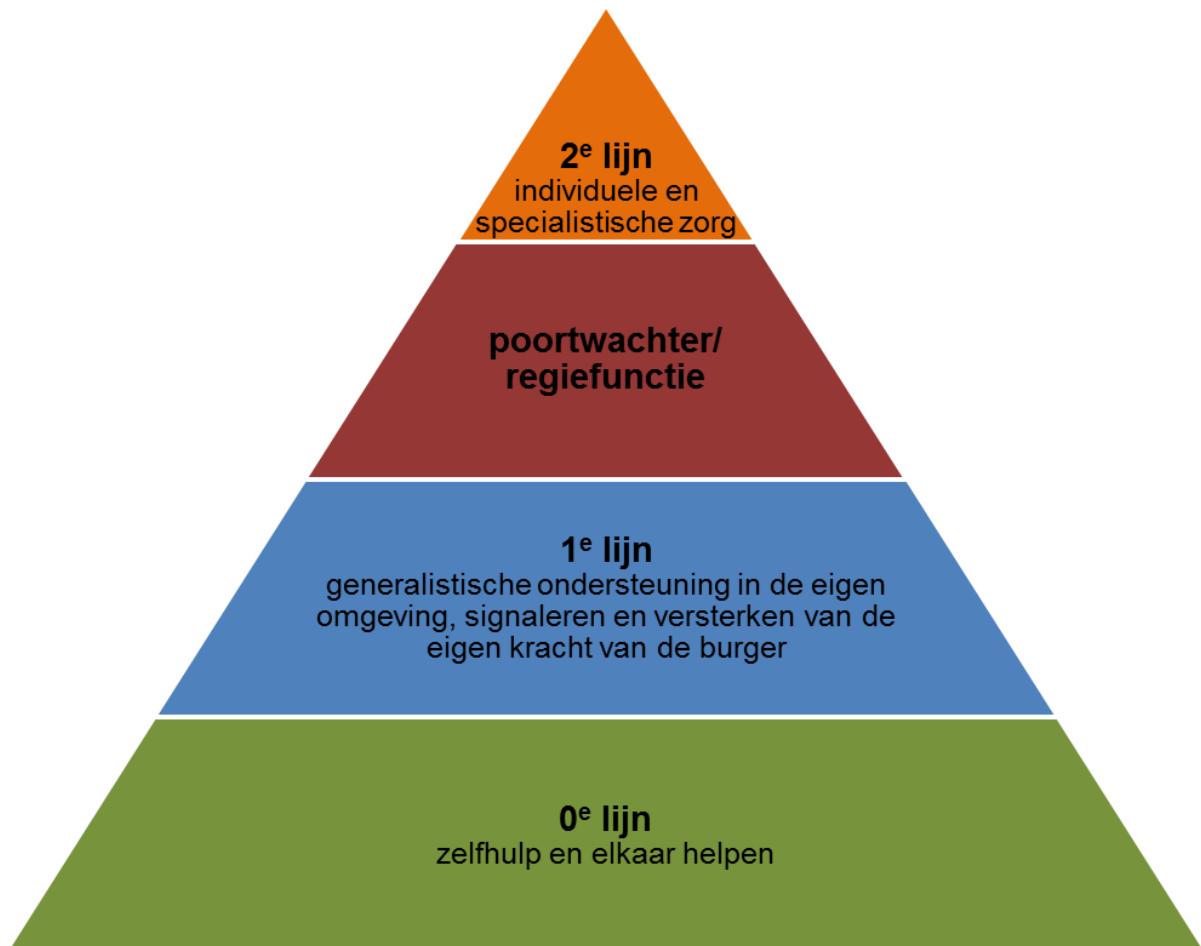 2e lijn
individuele en
specialistische zorg
poortwachter/
regiefunctie
1e lijn
generalistische ondersteuning in de eigen
omgeving, signaleren en versterken van de
eigen kracht van de burger
0e lijn
zelfhulp en elkaar helpen